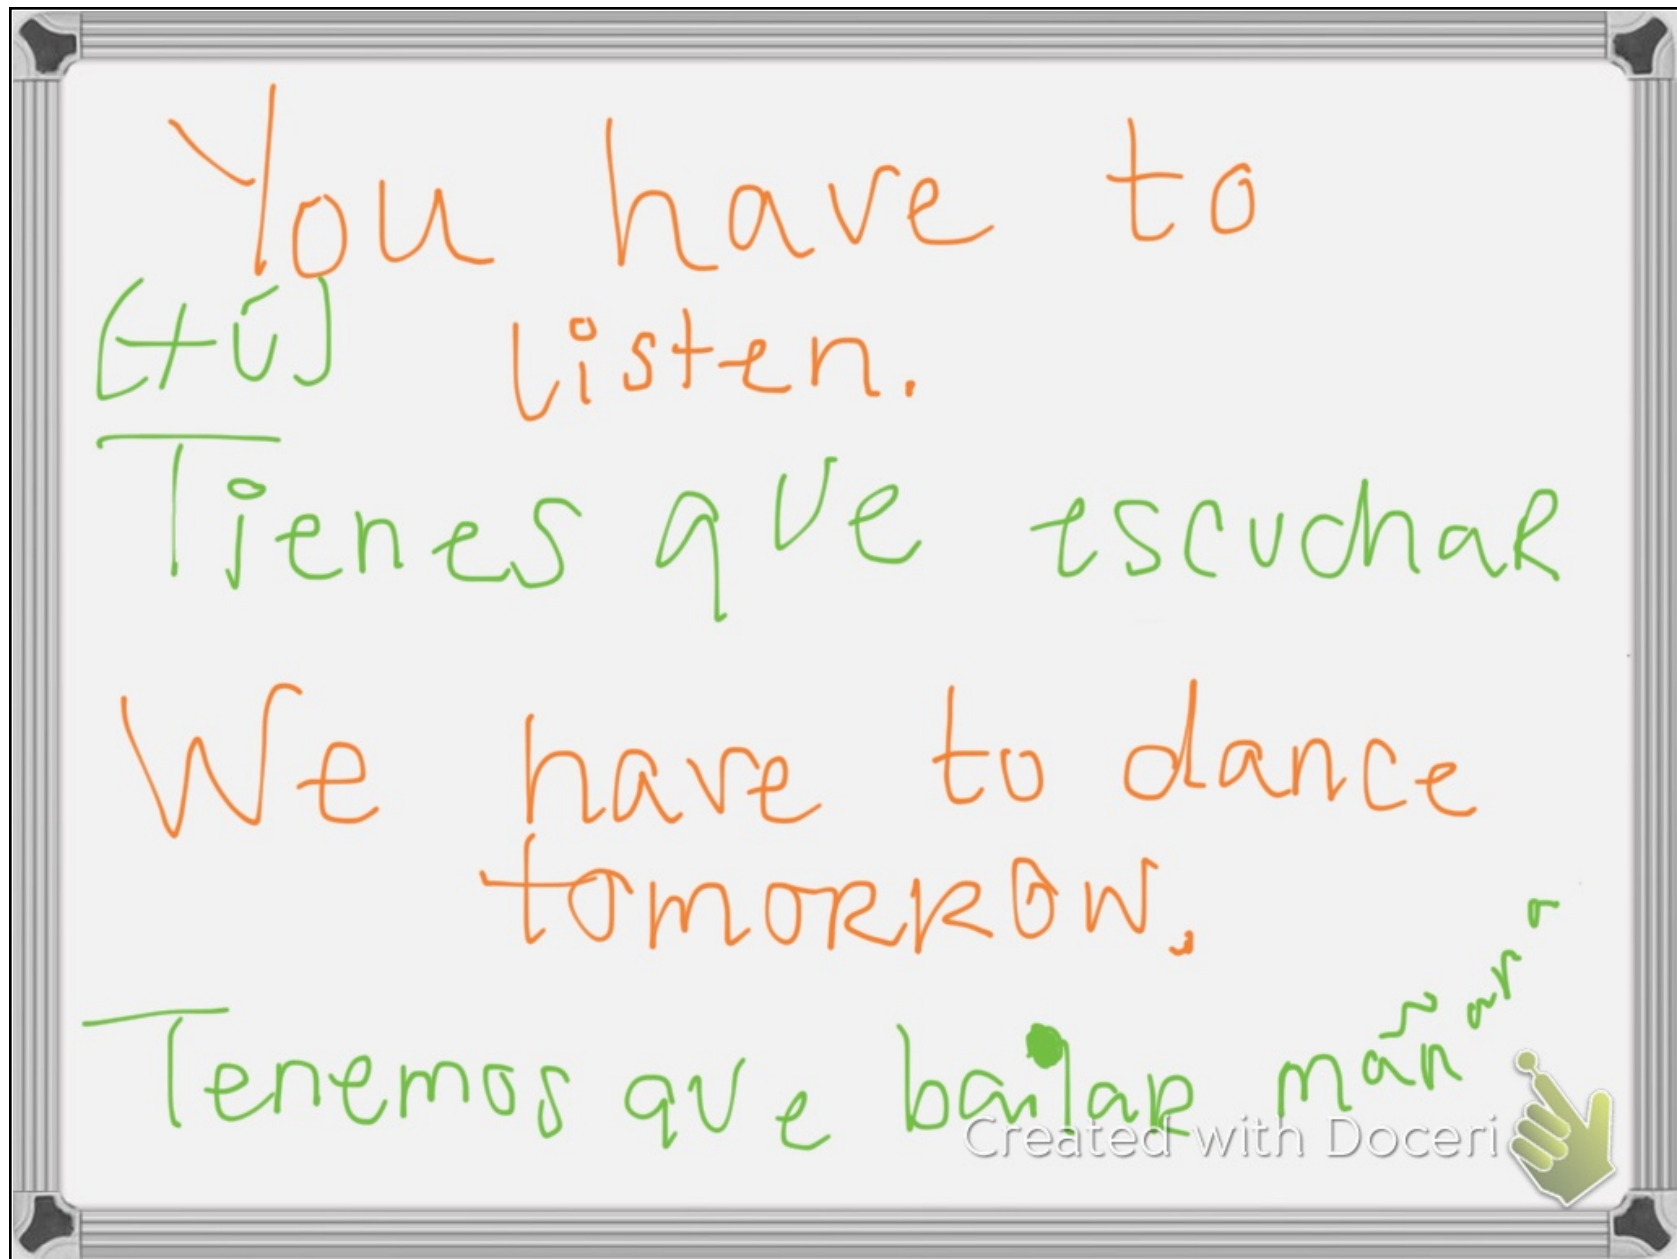 You have to
[tú]
listen.
Tienes que escuchar
We have to dance
tomorrow.
Tenemos que bailar mañana
Created with Doceri